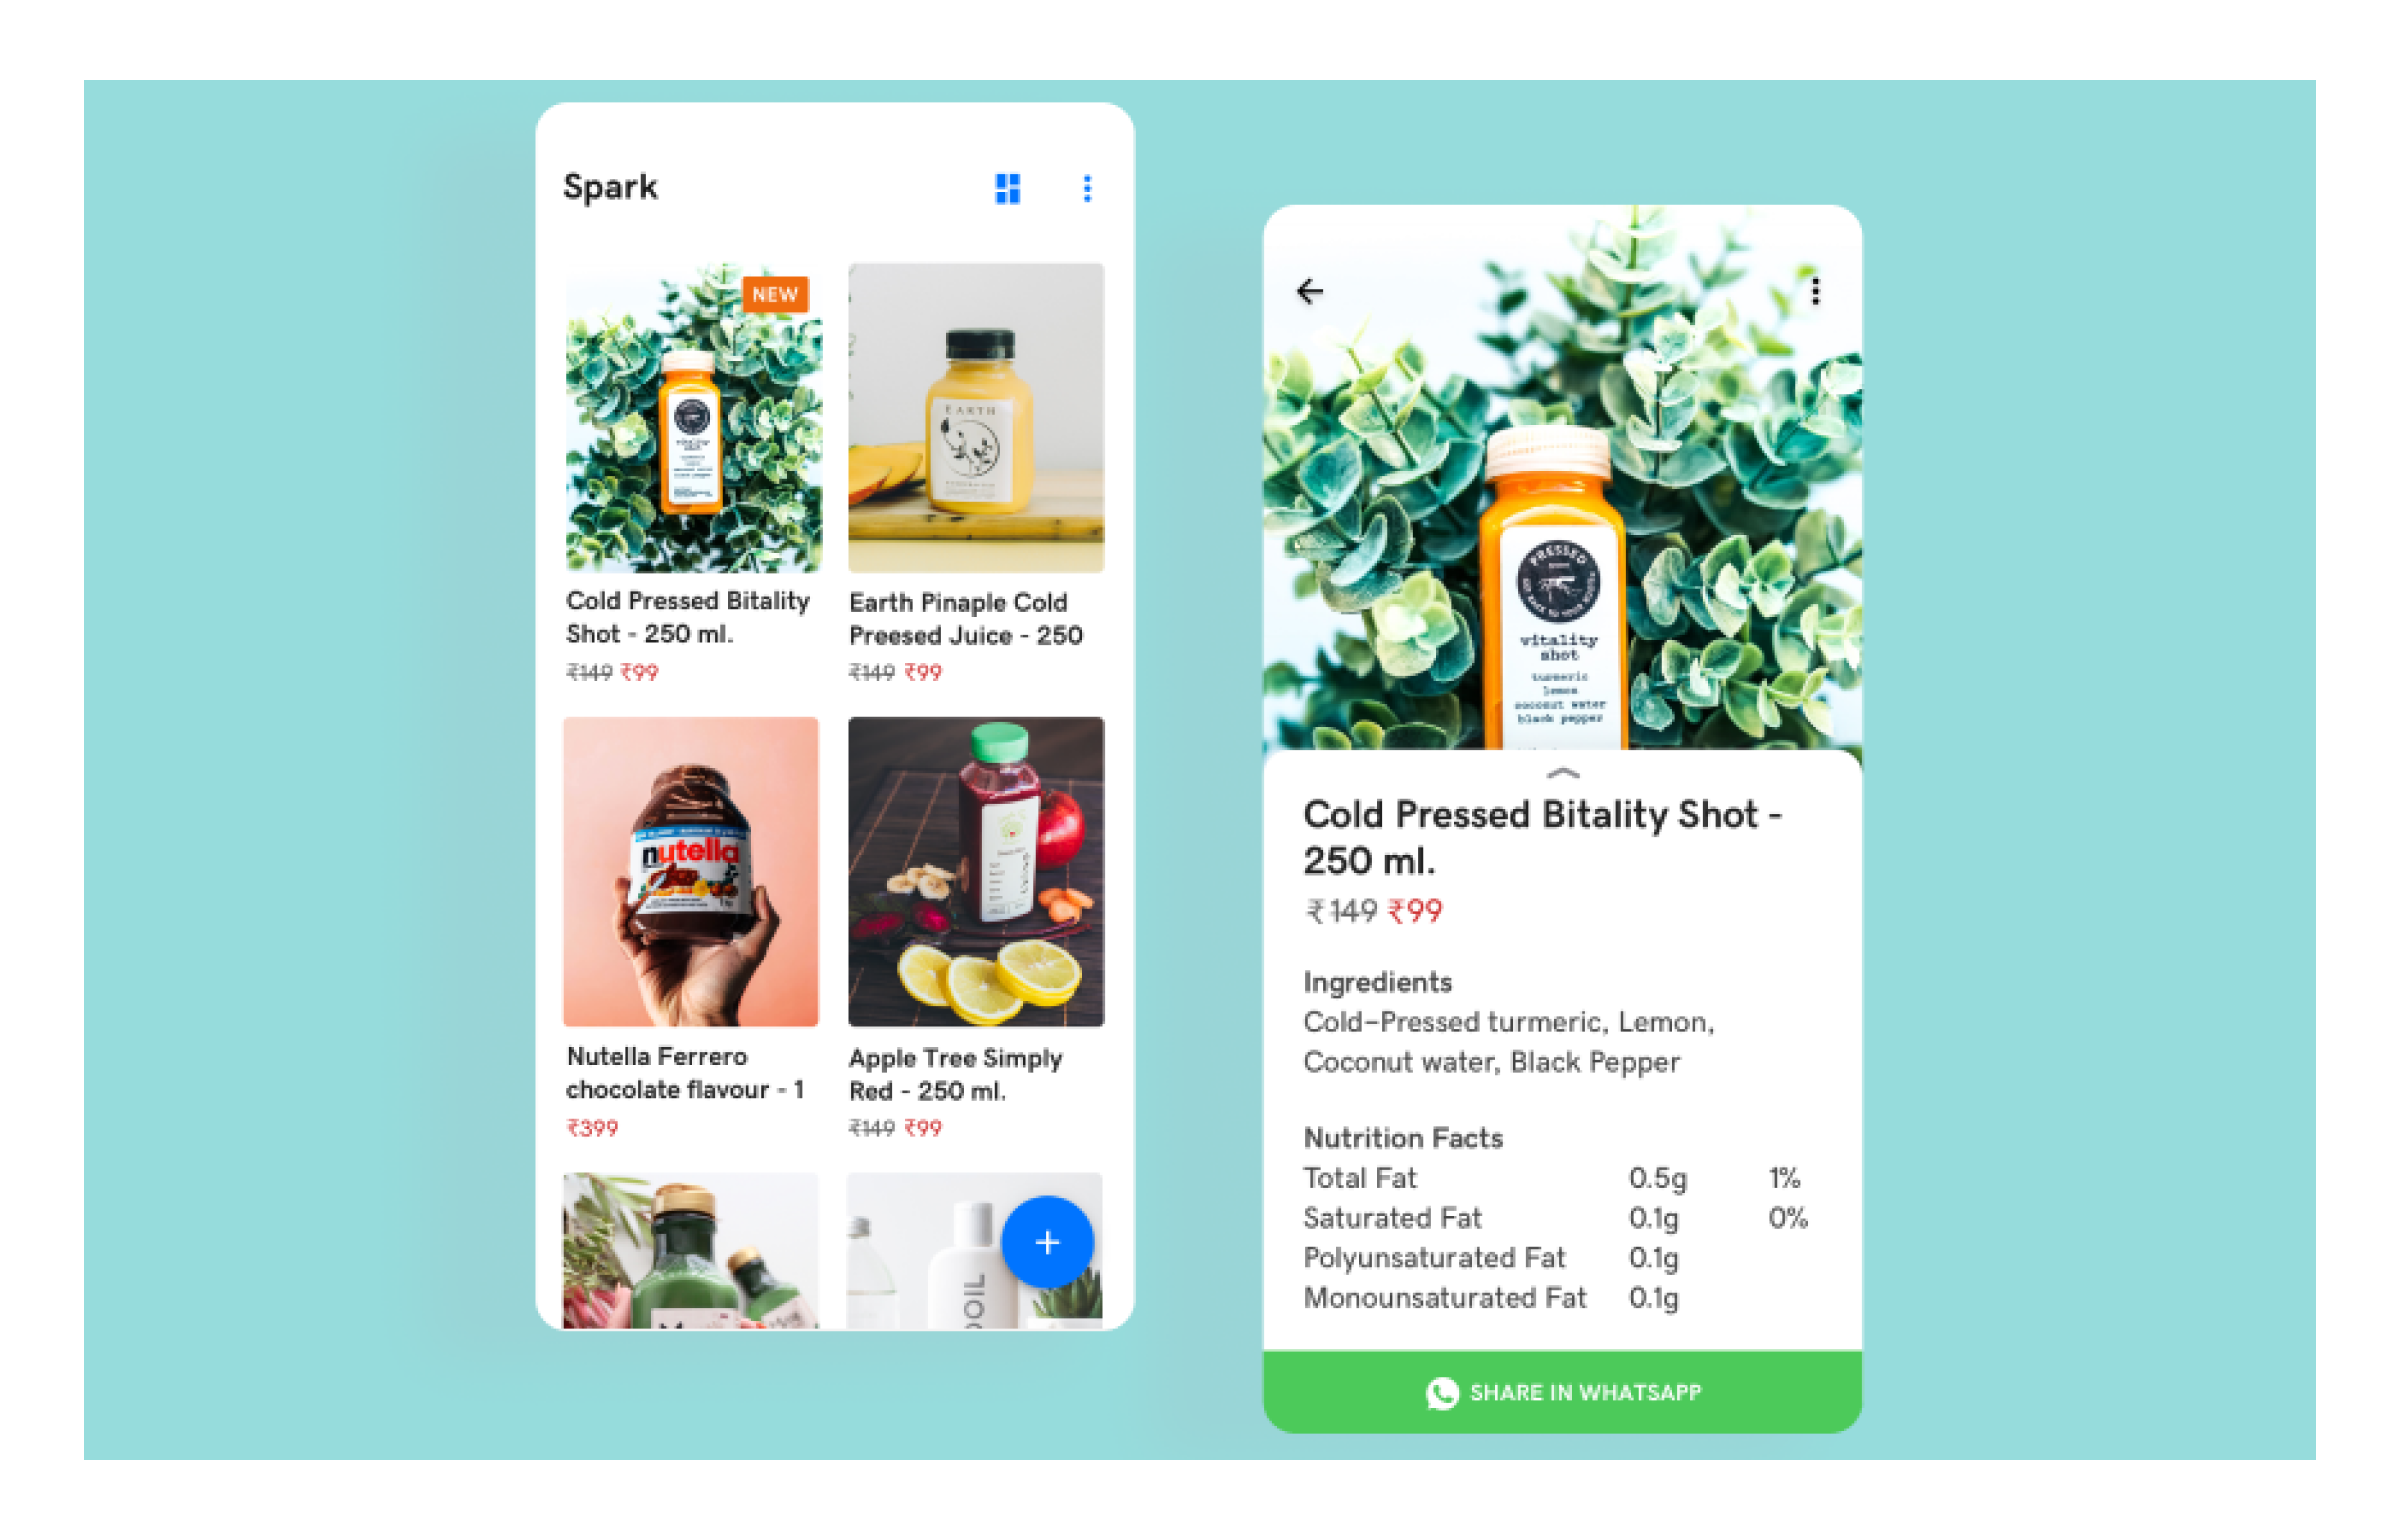 Spark
NEW
EARTH
Cold Pressed Bitality
Shot - 250 ml.
₹149 ₹99
Earth Pinaple Cold
Preesed Juice - 250
₹149 ₹99
nutella
Nutella Ferrero
chocolate flavour - 1
₹399
Apple Tree Simply
Red - 250 ml.
₹149 ₹99
OIL
+
PRESSED
vitality
shot
turmeric
lemon
coconut water
black pepper
Cold Pressed Bitality Shot -
250 ml.
₹149 ₹99
Ingredients
Cold-Pressed turmeric, Lemon,
Coconut water, Black Pepper
Nutrition Facts
Total Fat 0.5g 1%
Saturated Fat 0.1g 0%
Polyunsaturated Fat 0.1g
Monounsaturated Fat 0.1g
SHARE IN WHATSAPP